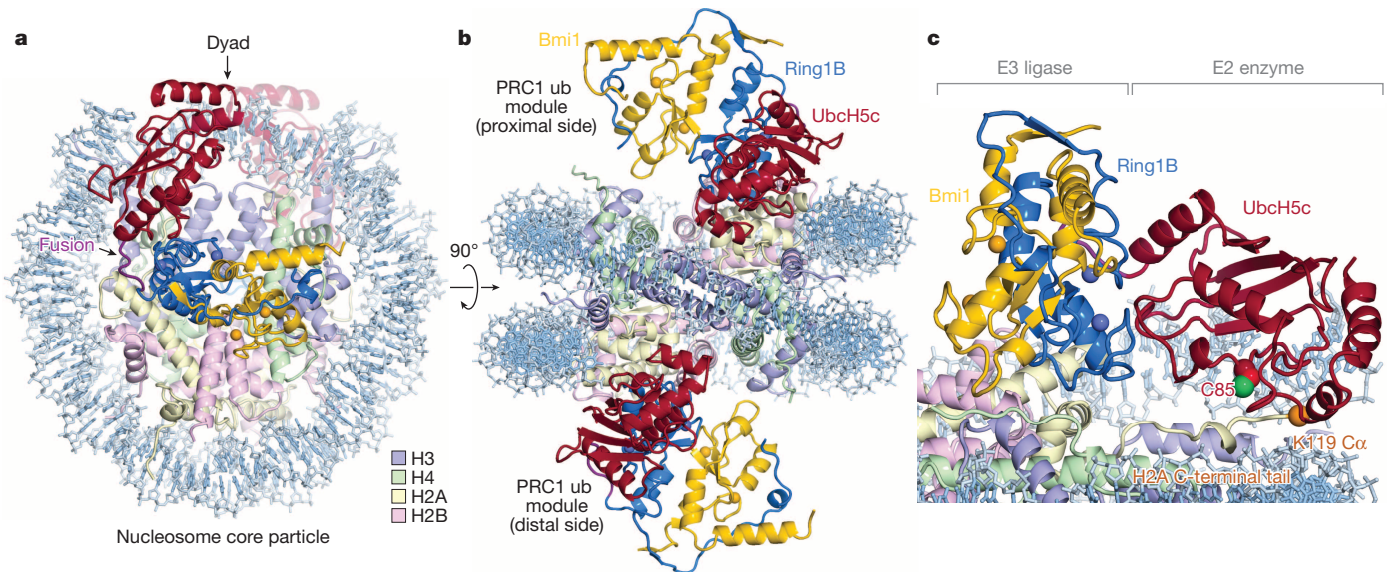 a
Dyad
Fusion
H3
H4
H2A
H2B
Nucleosome core particle
90°
b
Bmi1
Ring1B
PRC1 ub
module
(proximal side)
UbcH5c
PRC1 ub
module
(distal side)
c
E3 ligase
E2 enzyme
Ring1B
Bmi1
UbcH5c
C85
K119 Cα
H2A C-terminal tail